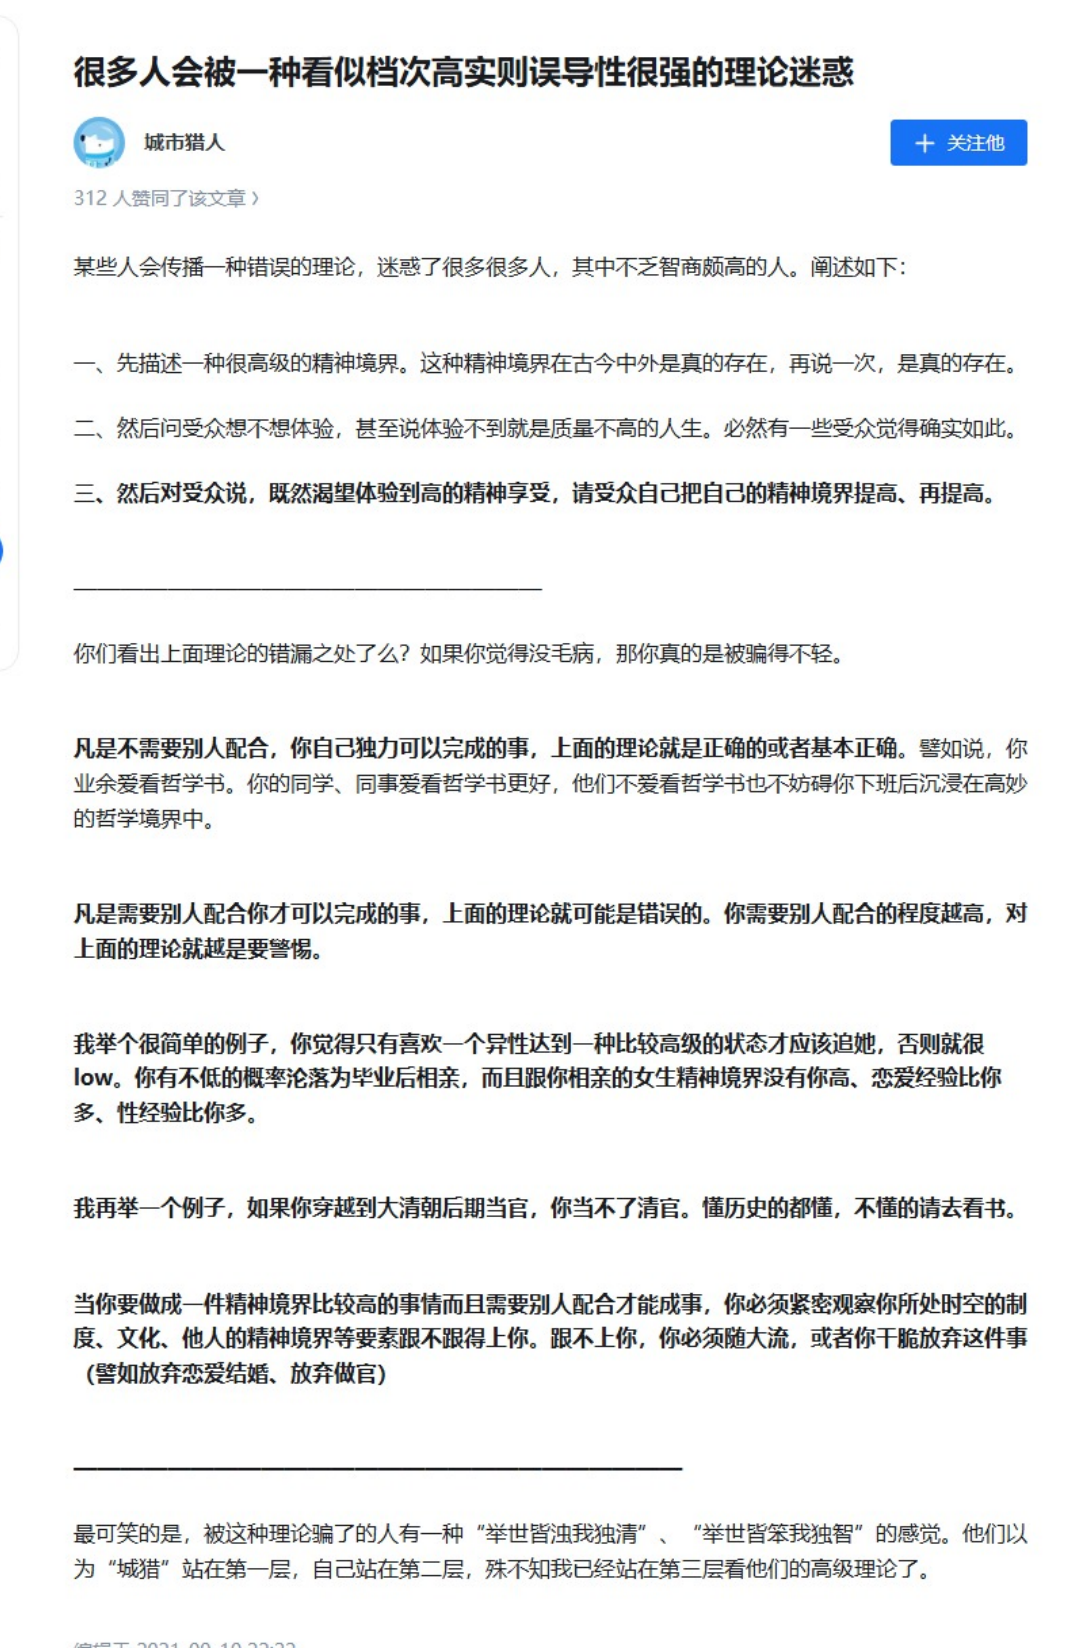 很多人会被一种看似档次高实则误导性很强的理论迷惑
城市猎人
+ 关注他
312 人赞同了该文章 ›
某些人会传播一种错误的理论，迷惑了很多很多人，其中不乏智商颇高的人。阐述如下：
一、先描述一种很高级的精神境界。这种精神境界在古今中外是真的存在，再说一次，是真的存在。
二、然后问受众想不想体验，甚至说体验不到就是质量不高的人生。必然有一些受众觉得确实如此。
三、然后对受众说，既然渴望体验到高的精神享受，请受众自己把自己的精神境界提高、再提高。
你们看出上面理论的错漏之处了么？如果你觉得没毛病，那你真的是被骗得不轻。
凡是不需要别人配合，你自己独力可以完成的事，上面的理论就是正确的或者基本正确。譬如说，你
业余爱看哲学书。你的同学、同事爱看哲学书更好，他们不爱看哲学书也不妨碍你下班后沉浸在高妙
的哲学境界中。
凡是需要别人配合你才可以完成的事，上面的理论就可能是错误的。你需要别人配合的程度越高，对
上面的理论就越是要警惕。
我举个很简单的例子，你觉得只有喜欢一个异性达到一种比较高级的状态才应该追她，否则就很
low。你有不低的概率沦落为毕业后相亲，而且跟你相亲的女生精神境界没有你高、恋爱经验比你
多、性经验比你多。
我再举一个例子，如果你穿越到大清朝后期当官，你当不了清官。懂历史的都懂，不懂的请去看书。
当你要做成一件精神境界比较高的事情而且需要别人配合才能成事，你必须紧密观察你所处时空的制
度、文化、他人的精神境界等要素跟不跟得上你。跟不上你，你必须随大流，或者你干脆放弃这件事
（譬如放弃恋爱结婚、放弃做官）
最可笑的是，被这种理论骗了的人有一种“举世皆浊我独清”、“举世皆笨我独智”的感觉。他们以
为“城猎”站在第一层，自己站在第二层，殊不知我已经站在第三层看他们的高级理论了。